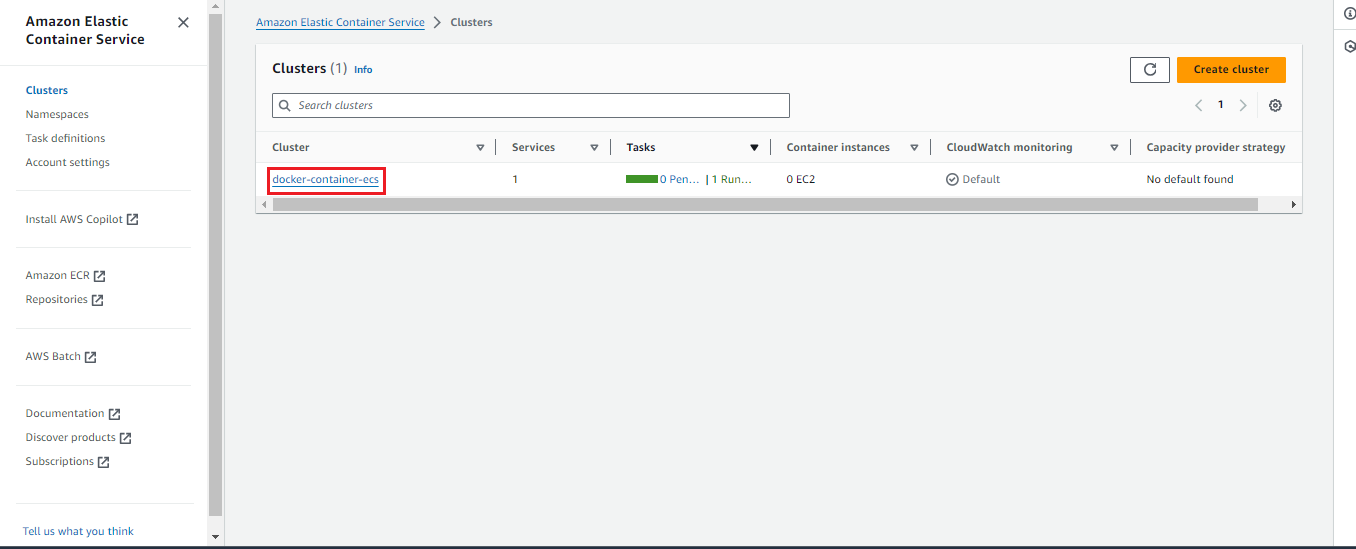 Amazon Elastic
Container Service
Clusters
Namespaces
Task definitions
Account settings
Install AWS Copilot
Amazon ECR
Repositories
AWS Batch
Documentation
Discover products
Subscriptions
Tell us what you think
Amazon Elastic Container Service > Clusters
Clusters (1) Info
Create cluster
Search clusters
1
Cluster Services Tasks Container instances CloudWatch monitoring Capacity provider strategy
docker-container-ecs 1 0 Pen... | 1 Run... 0 EC2 Default No default found